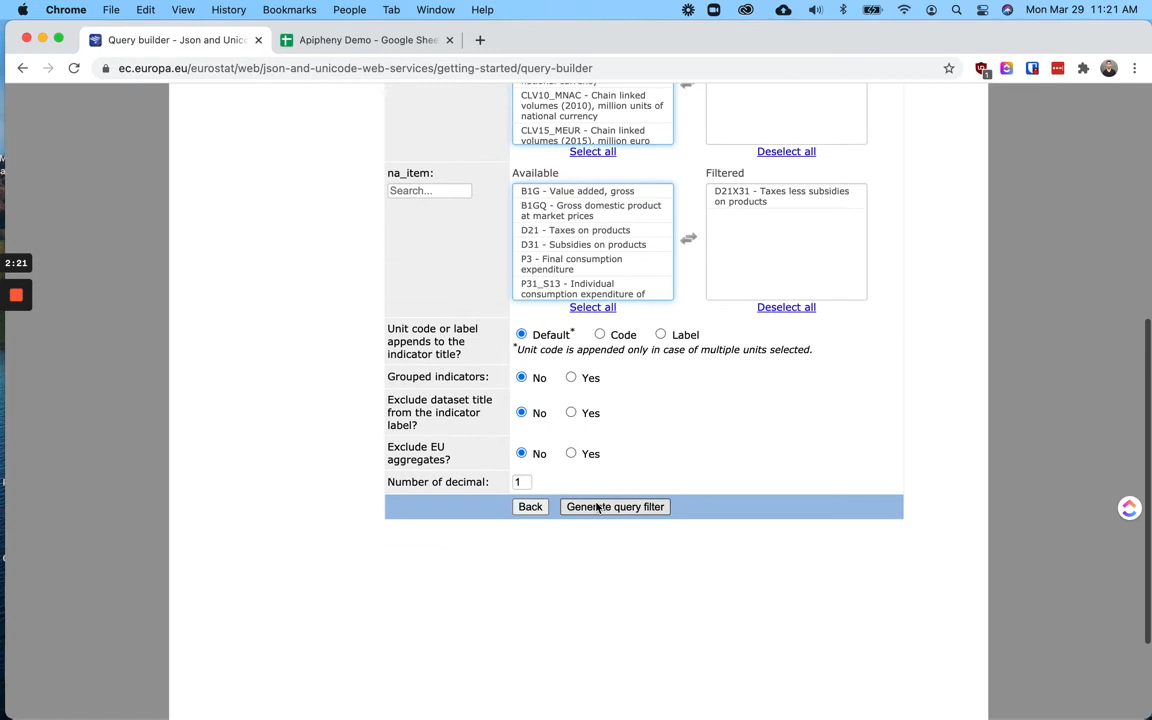 Chrome File Edit View History Bookmarks People Tab Window Help Mon Mar 29 11:21 AM
Query builder - Json and Unic Apipheny Demo - Google Shee
ec.europa.eu/eurostat/web/json-and-unicode-web-services/getting-started/query-builder
1
CLV10_MNAC - Chain linked
volumes (2010), million units of
national currency
CLV15_MEUR - Chain linked
volumes (2015), million euro
Select all Deselect all
na_item: Available Filtered
Search...
B1G - Value added, gross
B1GQ - Gross domestic product
at market prices
D21 - Taxes on products
D31 - Subsidies on products
P3 - Final consumption
expenditure
P31_S13 - Individual
consumption expenditure of
D21X31 - Taxes less subsidies
on products
2:21
Select all Deselect all
Unit code or label
appends to the
indicator title?
Default* Code Label
*Unit code is appended only in case of multiple units selected.
Grouped indicators: No Yes
Exclude dataset title
from the indicator
label?
No Yes
Exclude EU
aggregates?
No Yes
Number of decimal: 1
Back Generate query filter